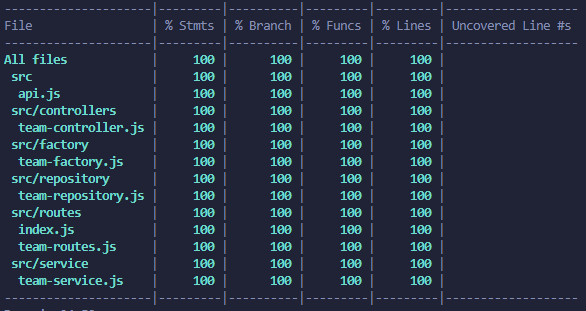 ---------------------|---------|----------|---------|---------|-------------------
File                 | % Stmts | % Branch | % Funcs | % Lines | Uncovered Line #s
---------------------|---------|----------|---------|---------|-------------------
All files            |     100 |      100 |     100 |     100 |
 src                 |     100 |      100 |     100 |     100 |
  api.js             |     100 |      100 |     100 |     100 |
 src/controllers     |     100 |      100 |     100 |     100 |
  team-controller.js |     100 |      100 |     100 |     100 |
 src/factory         |     100 |      100 |     100 |     100 |
  team-factory.js    |     100 |      100 |     100 |     100 |
 src/repository      |     100 |      100 |     100 |     100 |
  team-repository.js |     100 |      100 |     100 |     100 |
 src/routes          |     100 |      100 |     100 |     100 |
  index.js           |     100 |      100 |     100 |     100 |
  team-routes.js     |     100 |      100 |     100 |     100 |
 src/service         |     100 |      100 |     100 |     100 |
  team-service.js    |     100 |      100 |     100 |     100 |
---------------------|---------|----------|---------|---------|-------------------